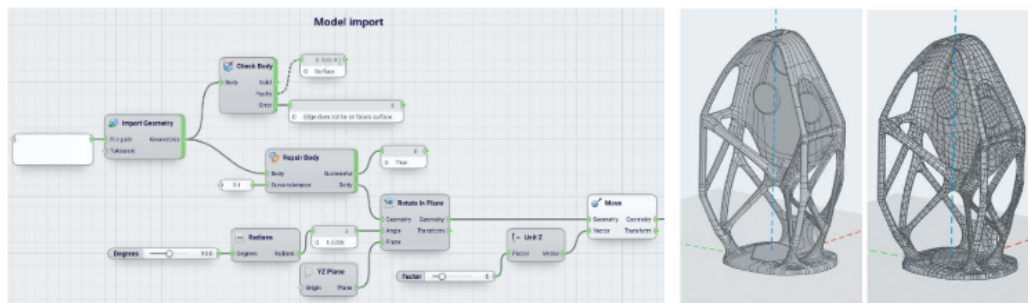 Model import
Check Body
Body Valid
Faults
Error
Surface
Edge does not lie on face's surface.
Import Geometry
File path Geometries
Tolerance
Repair Body
Body Successful
Curve tolerance Body
0.1
True
Rotate In Plane
Geometry Geometry
Angle Transform
Plane
Move
Geometry Geometry
Vector Transform
Radians
Degrees Radians
Degrees
Unit Z
Factor Vector
YZ Plane
Origin Plane
Factor